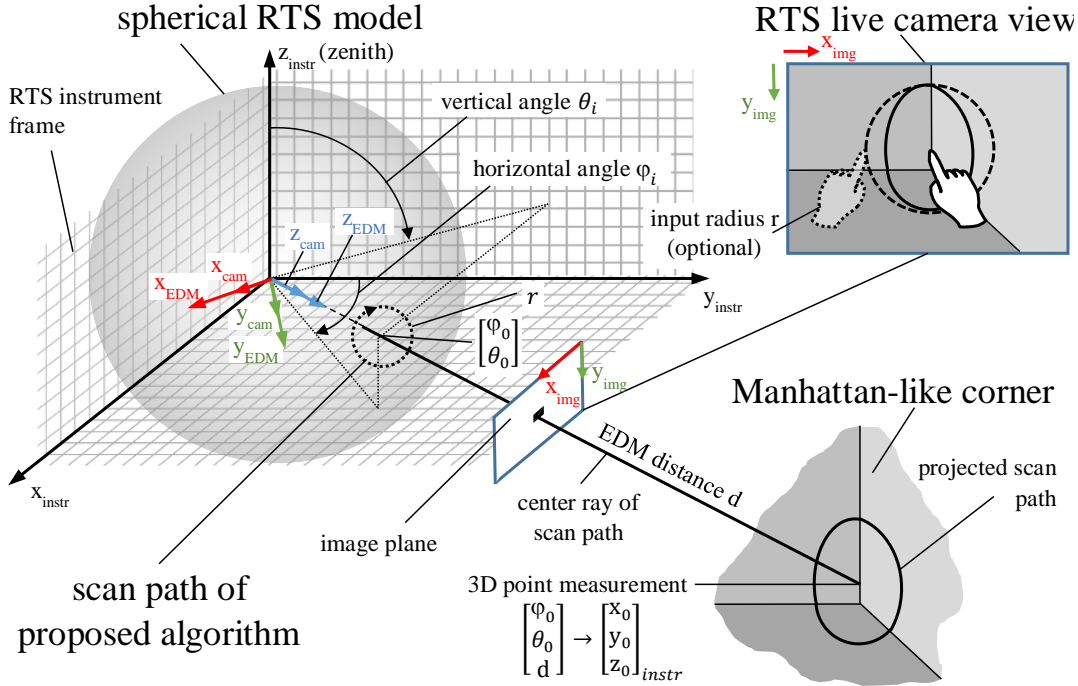 spherical RTS model
RTS live camera view
z_instr (zenith)
x_img
y_img
RTS instrument
frame
vertical angle θ_i
horizontal angle φ_i
input radius r
(optional)
z_EDM
z_cam
x_cam
x_EDM
y_cam
y_EDM
y_instr
r
[φ_0
θ_0]
y_img
x_img
x_instr
Manhattan-like corner
EDM distance d
projected scan
path
center ray of
scan path
image plane
scan path of
proposed algorithm
3D point measurement
[φ_0 θ_0 d] → [x_0 y_0 z_0]_instr